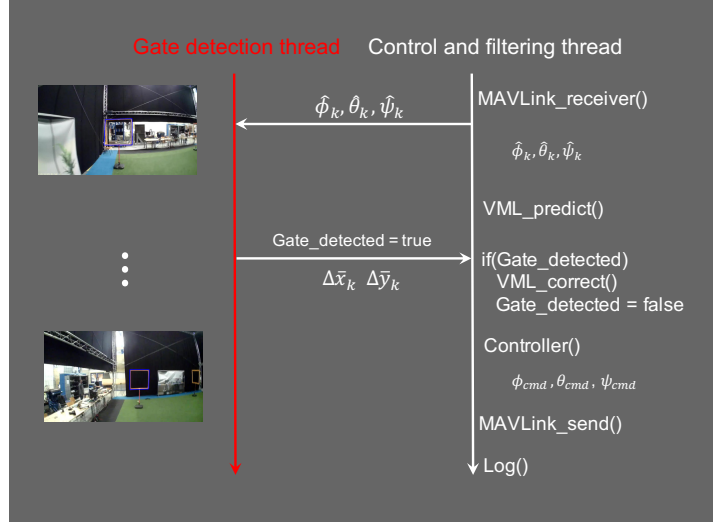 Gate detection thread
Control and filtering thread
MAVLink_receiver()
ϕ̂ₖ, θ̂ₖ, ψ̂ₖ
ϕ̂ₖ, θ̂ₖ, ψ̂ₖ
VML_predict()
Gate_detected = true
if(Gate_detected)
Δx̄ₖ Δȳₖ
VML_correct()
Gate_detected = false
Controller()
ϕ_cmd, θ_cmd, ψ_cmd
MAVLink_send()
Log()